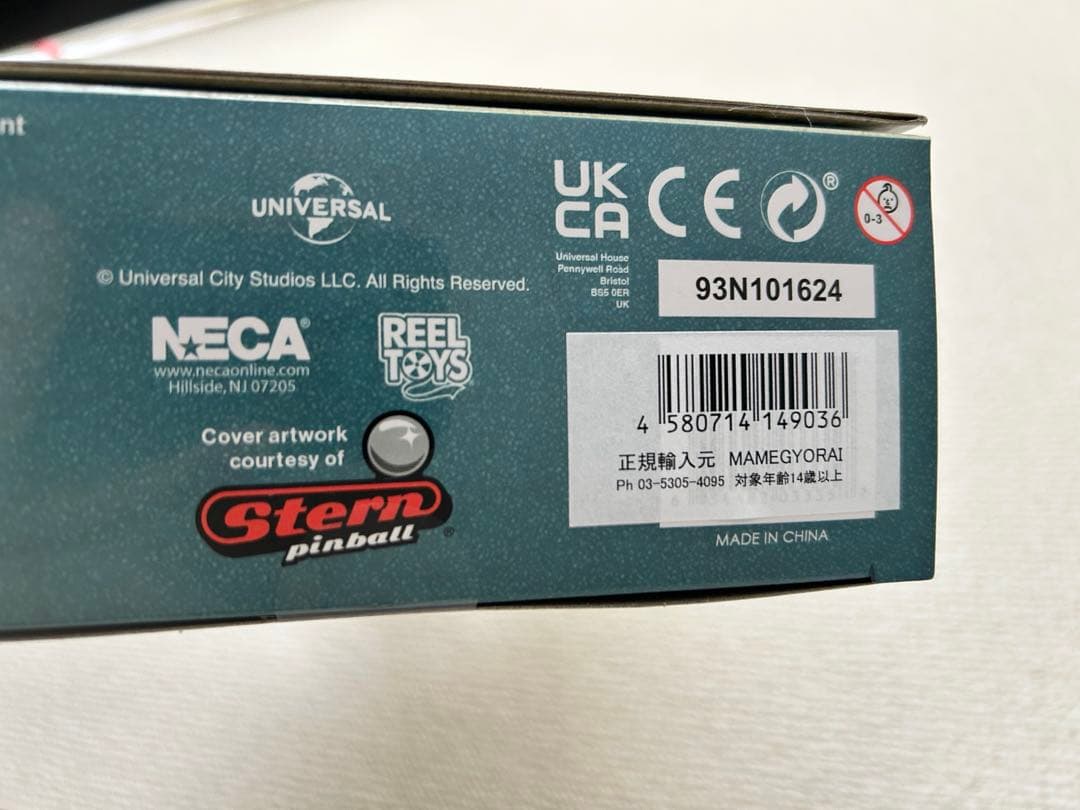 nt
UNIVERSAL
© Universal City Studios LLC. All Rights Reserved.
NECA®
www.necaonline.com
Hillside, NJ 07205
REEL
TOYS
Cover artwork
courtesy of
Stern®
pinball
UK
CA
CE
®
0-3
Universal House
Pennywell Road
Bristol
BS5 0ER
UK
93N101624
4 580714 149036
正規輸入元 MAMEGYORAI
Ph 03-5305-4095 対象年齢14歳以上
MADE IN CHINA